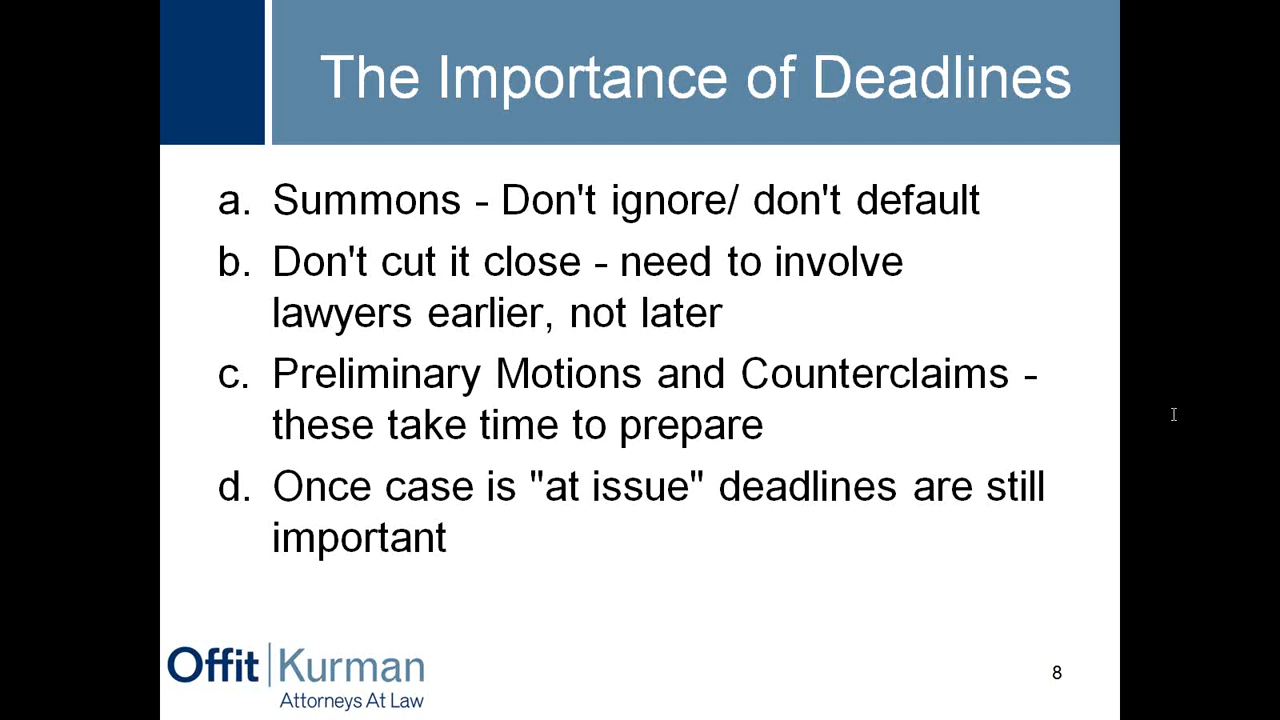 The Importance of Deadlines
a. Summons - Don't ignore/ don't default
b. Don't cut it close - need to involve
lawyers earlier, not later
c. Preliminary Motions and Counterclaims -
these take time to prepare
d. Once case is "at issue" deadlines are still
important
Offit Kurman
Attorneys At Law
8